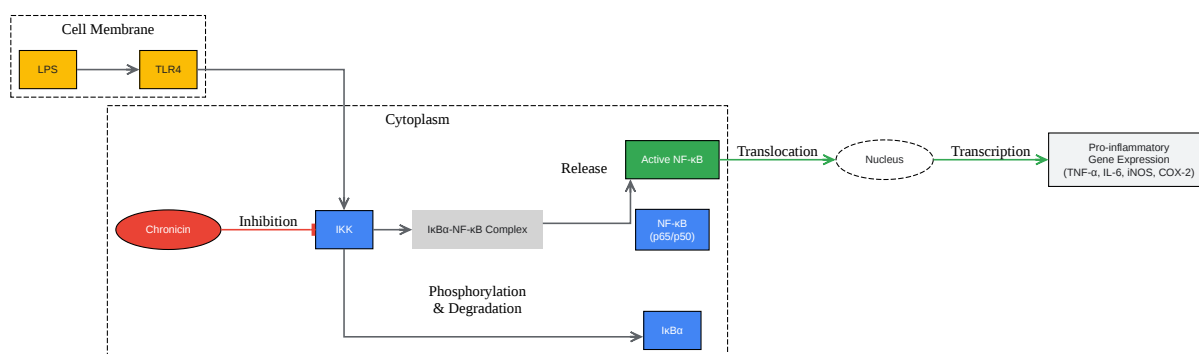 Cell Membrane
LPS
TLR4
Cytoplasm
Active NF-κB
Translocation
Nucleus
Transcription
Pro-inflammatory
Gene Expression
(TNF-α, IL-6, iNOS, COX-2)
Release
Chronicin
Inhibition
IKK
IκBα-NF-κB Complex
NF-κB
(p65/p50)
Phosphorylation
& Degradation
IκBα